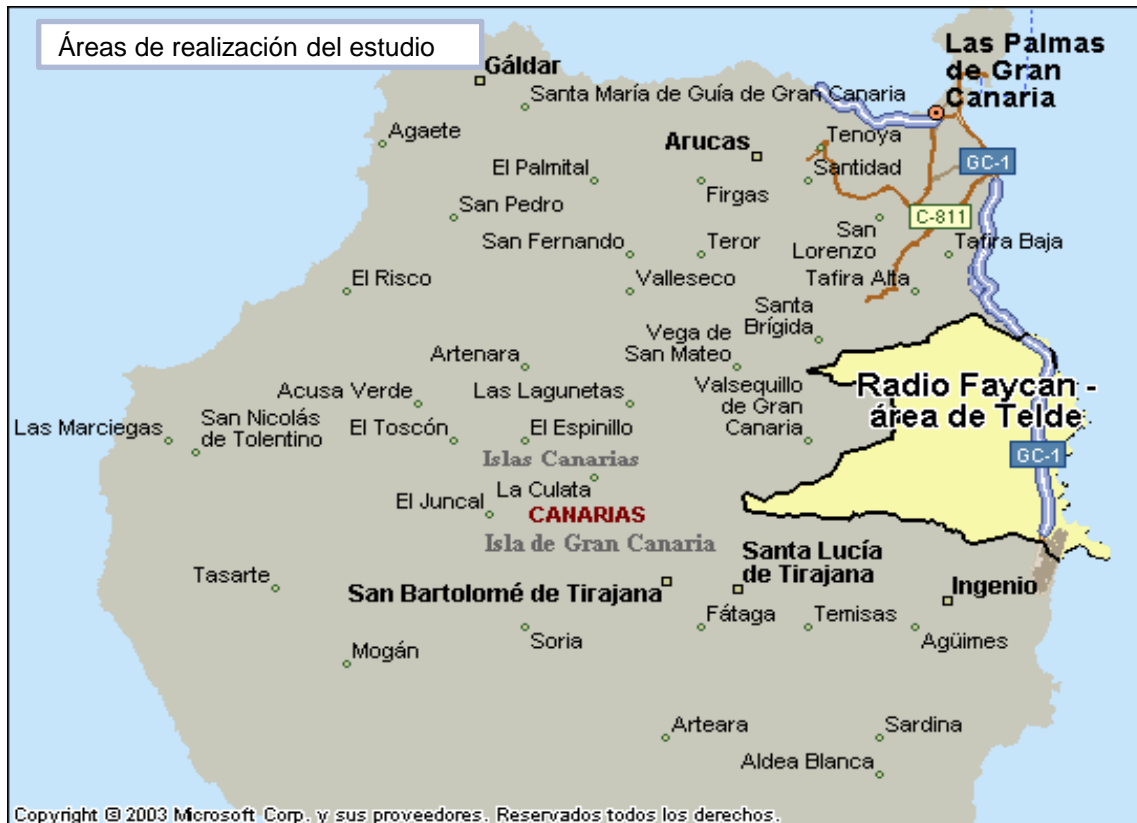 Áreas de realización del estudio
Las Palmas
de Gran
Canaria
Gáldar
Santa María de Guía de Gran Canaria
Agaete
Arucas
Tenoya
GC-1
El Palmital
Santidad
Firgas
San Pedro
C-811
San
Lorenzo
San Fernando
Teror
Tafira Baja
El Risco
Valleseco
Tafira Alta
Santa
Brígida
Vega de
San Mateo
Artenara
Radio Faycan -
área de Telde
Acusa Verde
Las Lagunetas
Valsequillo
de Gran
Canaria
Las Marciegas
San Nicolás
de Tolentino
El Toscón
El Espinillo
GC-1
Islas Canarias
La Culata
El Juncal
CANARIAS
Isla de Gran Canaria
Santa Lucía
de Tirajana
Tasarte
San Bartolomé de Tirajana
Ingenio
Fátaga
Temisas
Soria
Agüimes
Mogán
Arteara
Sardina
Aldea Blanca
Copyright © 2003 Microsoft Corp. y sus proveedores. Reservados todos los derechos.